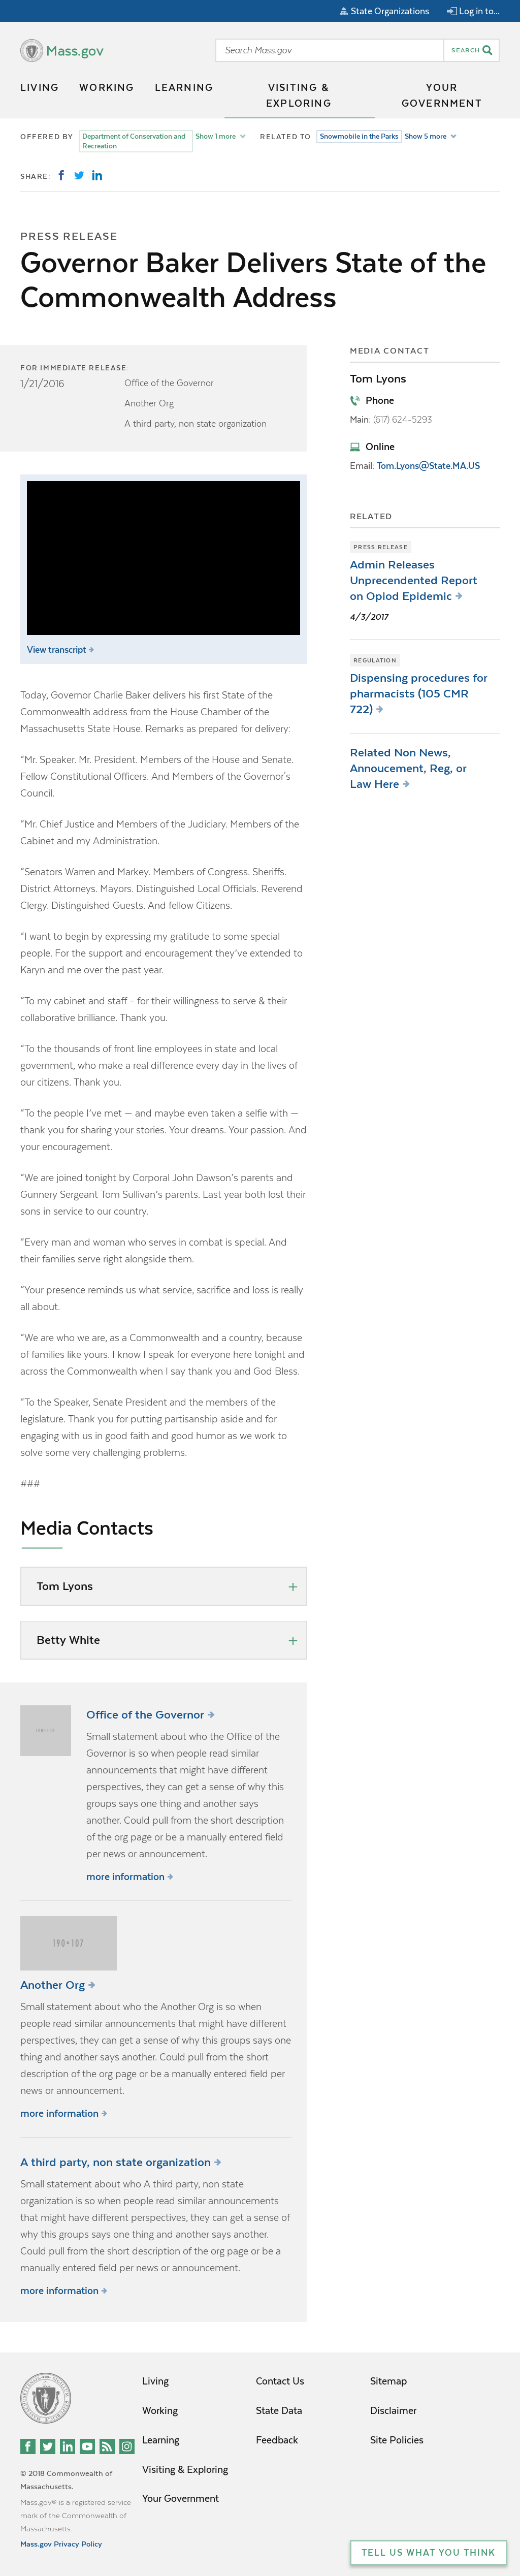 State Organizations
Log in to...
Mass.gov
Search Mass.gov
SEARCH
LIVING
WORKING
LEARNING
VISITING &
EXPLORING
YOUR
GOVERNMENT
OFFERED BY
Department of Conservation and
Recreation
Show 1 more
RELATED TO
Snowmobile in the Parks
Show 5 more
SHARE:
PRESS RELEASE
Governor Baker Delivers State of the
Commonwealth Address
FOR IMMEDIATE RELEASE:
1/21/2016
Office of the Governor
Another Org
A third party, non state organization
View transcript
Today, Governor Charlie Baker delivers his first State of the
Commonwealth address from the House Chamber of the
Massachusetts State House. Remarks as prepared for delivery:
“Mr. Speaker. Mr. President. Members of the House and Senate.
Fellow Constitutional Officers. And Members of the Governor’s
Council.
“Mr. Chief Justice and Members of the Judiciary. Members of the
Cabinet and my Administration.
“Senators Warren and Markey. Members of Congress. Sheriffs.
District Attorneys. Mayors. Distinguished Local Officials. Reverend
Clergy. Distinguished Guests. And fellow Citizens.
“I want to begin by expressing my gratitude to some special
people. For the support and encouragement they’ve extended to
Karyn and me over the past year.
“To my cabinet and staff – for their willingness to serve & their
collaborative brilliance. Thank you.
“To the thousands of front line employees in state and local
government, who make a real difference every day in the lives of
our citizens. Thank you.
“To the people I’ve met — and maybe even taken a selfie with —
thank you for sharing your stories. Your dreams. Your passion. And
your encouragement.
“We are joined tonight by Corporal John Dawson’s parents and
Gunnery Sergeant Tom Sullivan’s parents. Last year both lost their
sons in service to our country.
“Every man and woman who serves in combat is special. And
their families serve right alongside them.
“Your presence reminds us what service, sacrifice and loss is really
all about.
“We are who we are, as a Commonwealth and a country, because
of families like yours. I know I speak for everyone here tonight and
across the Commonwealth when I say thank you and God Bless.
“To the Speaker, Senate President and the members of the
legislature. Thank you for putting partisanship aside and for
engaging with us in good faith and good humor as we work to
solve some very challenging problems.
###
Media Contacts
Tom Lyons
Betty White
100×100
Office of the Governor
Small statement about who the Office of the
Governor is so when people read similar
announcements that might have different
perspectives, they can get a sense of why this
groups says one thing and another says
another. Could pull from the short description
of the org page or be a manually entered field
per news or announcement.
more information
190×107
Another Org
Small statement about who the Another Org is so when
people read similar announcements that might have different
perspectives, they can get a sense of why this groups says one
thing and another says another. Could pull from the short
description of the org page or be a manually entered field per
news or announcement.
more information
A third party, non state organization
Small statement about who A third party, non state
organization is so when people read similar announcements
that might have different perspectives, they can get a sense of
why this groups says one thing and another says another.
Could pull from the short description of the org page or be a
manually entered field per news or announcement.
more information
MEDIA CONTACT
Tom Lyons
Phone
Main: (617) 624-5293
Online
Email: Tom.Lyons@State.MA.US
RELATED
PRESS RELEASE
Admin Releases
Unprecendented Report
on Opiod Epidemic
4/3/2017
REGULATION
Dispensing procedures for
pharmacists (105 CMR
722)
Related Non News,
Annoucement, Reg, or
Law Here
Living
Working
Learning
Visiting & Exploring
Your Government
Contact Us
State Data
Feedback
Sitemap
Disclaimer
Site Policies
© 2018 Commonwealth of
Massachusetts.
Mass.gov® is a registered service
mark of the Commonwealth of
Massachusetts.
Mass.gov Privacy Policy
TELL US WHAT YOU THINK